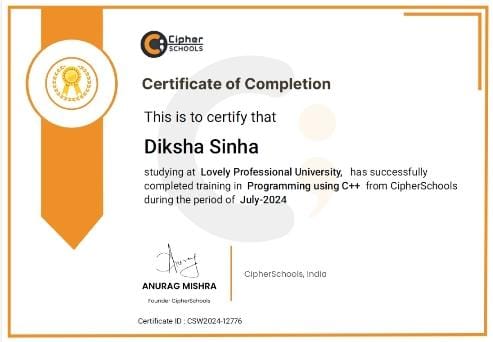 Cipher
SCHOOLS
Certificate of Completion
This is to certify that
Diksha Sinha
studying at Lovely Professional University, has successfully
completed training in Programming using C++ from CipherSchools
during the period of July-2024
ANURAG MISHRA
Founder CipherSchools
CipherSchools, India
Certificate ID : CSW2024-12776